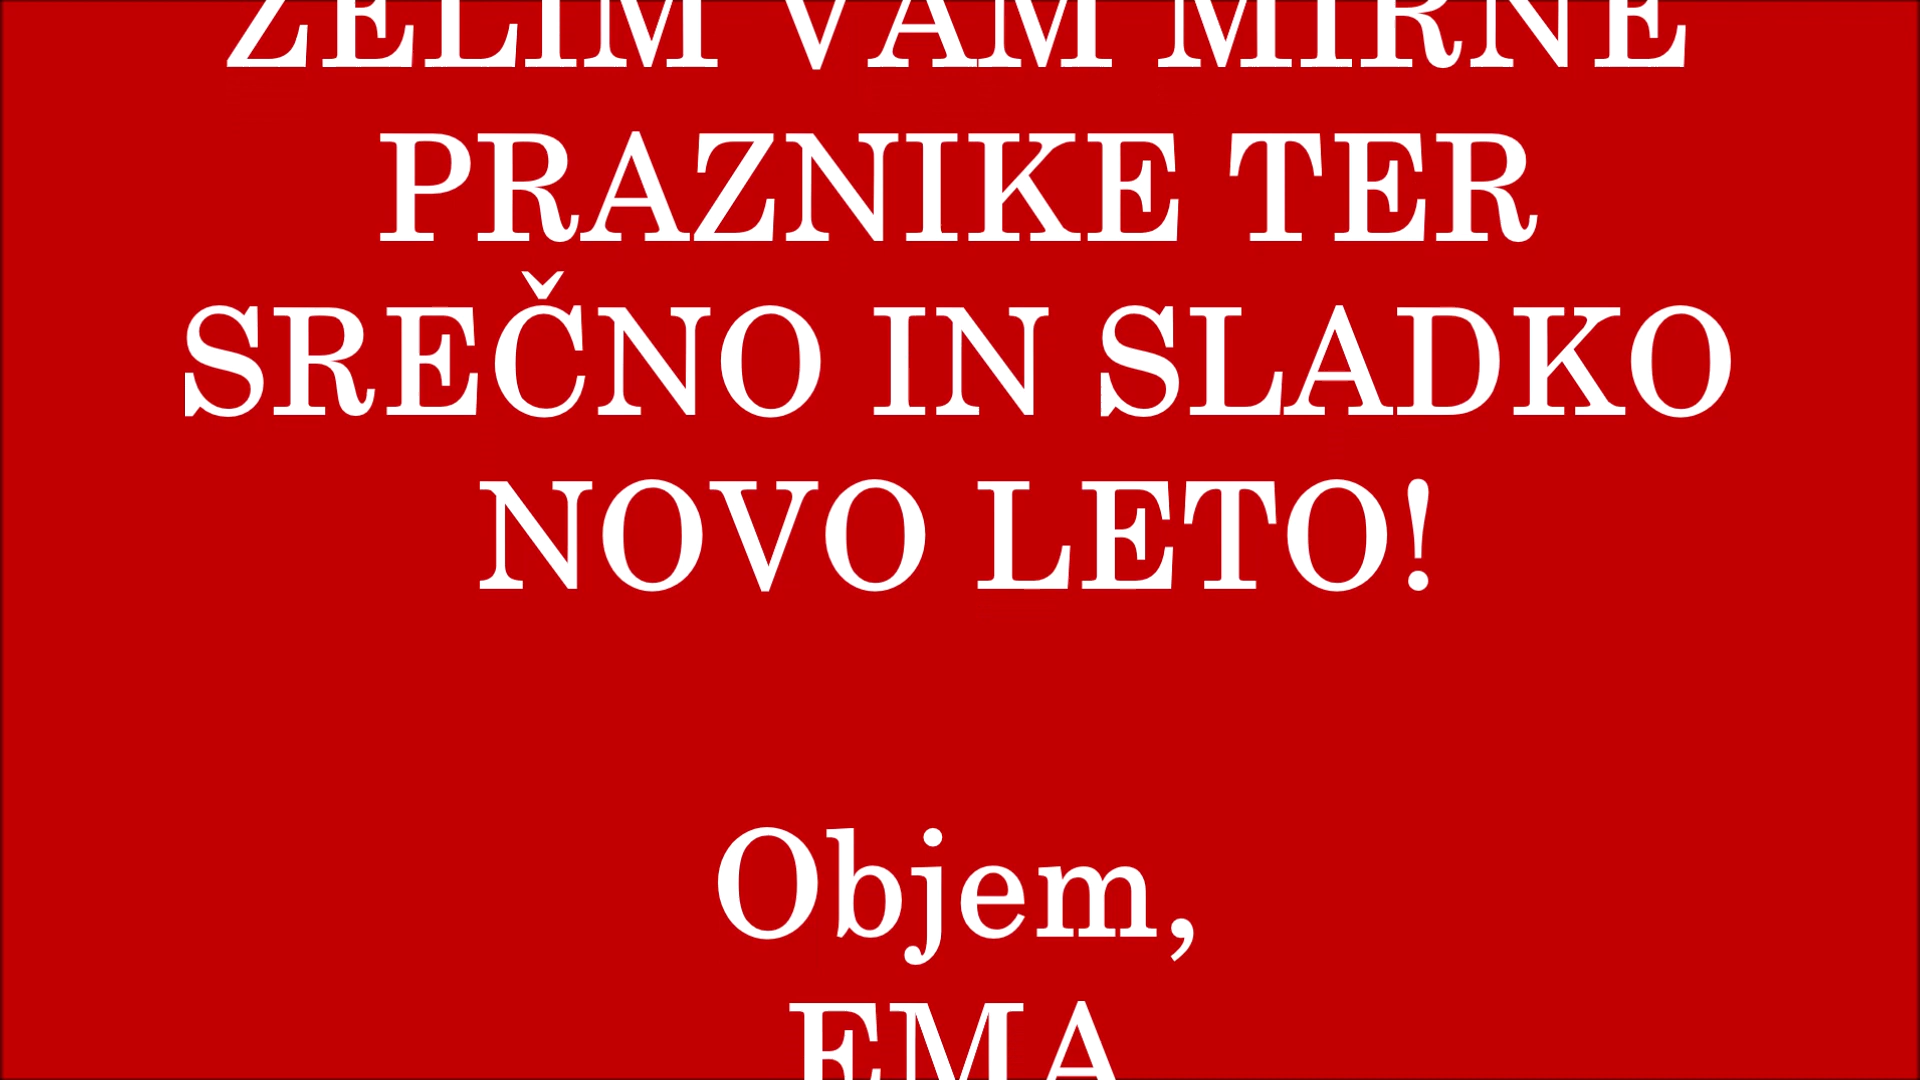 ŽELIM VAM MIRNE
PRAZNIKE TER
SREČNO IN SLADKO
NOVO LETO!
Objem,
EMA